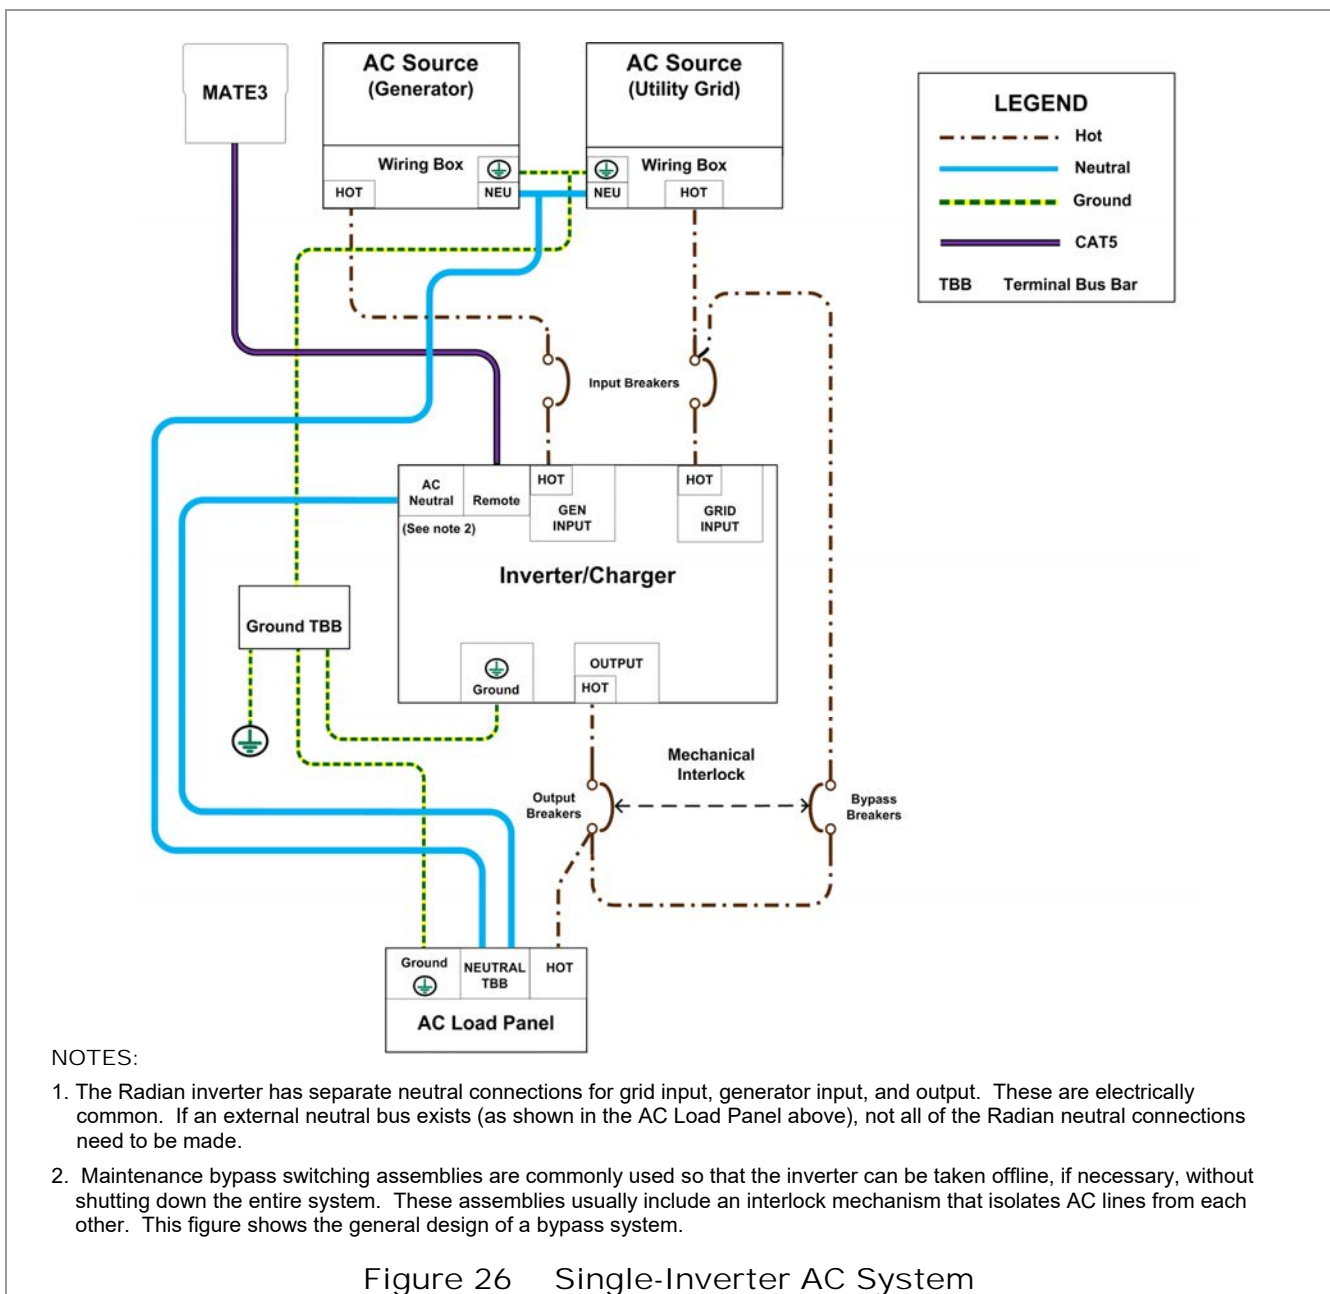 MATE3
AC Source
(Generator)
Wiring Box
HOT
NEU
AC Source
(Utility Grid)
Wiring Box
NEU
HOT
LEGEND
Hot
Neutral
Ground
CAT5
TBB Terminal Bus Bar
Input Breakers
AC
Neutral
(See note 2)
Remote
HOT
GEN
INPUT
HOT
GRID
INPUT
Inverter/Charger
Ground TBB
Ground
OUTPUT
HOT
Mechanical
Interlock
Output
Breakers
Bypass
Breakers
Ground
NEUTRAL
TBB
HOT
AC Load Panel
NOTES:
1. The Radian inverter has separate neutral connections for grid input, generator input, and output. These are electrically
common. If an external neutral bus exists (as shown in the AC Load Panel above), not all of the Radian neutral connections
need to be made.
2. Maintenance bypass switching assemblies are commonly used so that the inverter can be taken offline, if necessary, without
shutting down the entire system. These assemblies usually include an interlock mechanism that isolates AC lines from each
other. This figure shows the general design of a bypass system.
Figure 26 Single-Inverter AC System